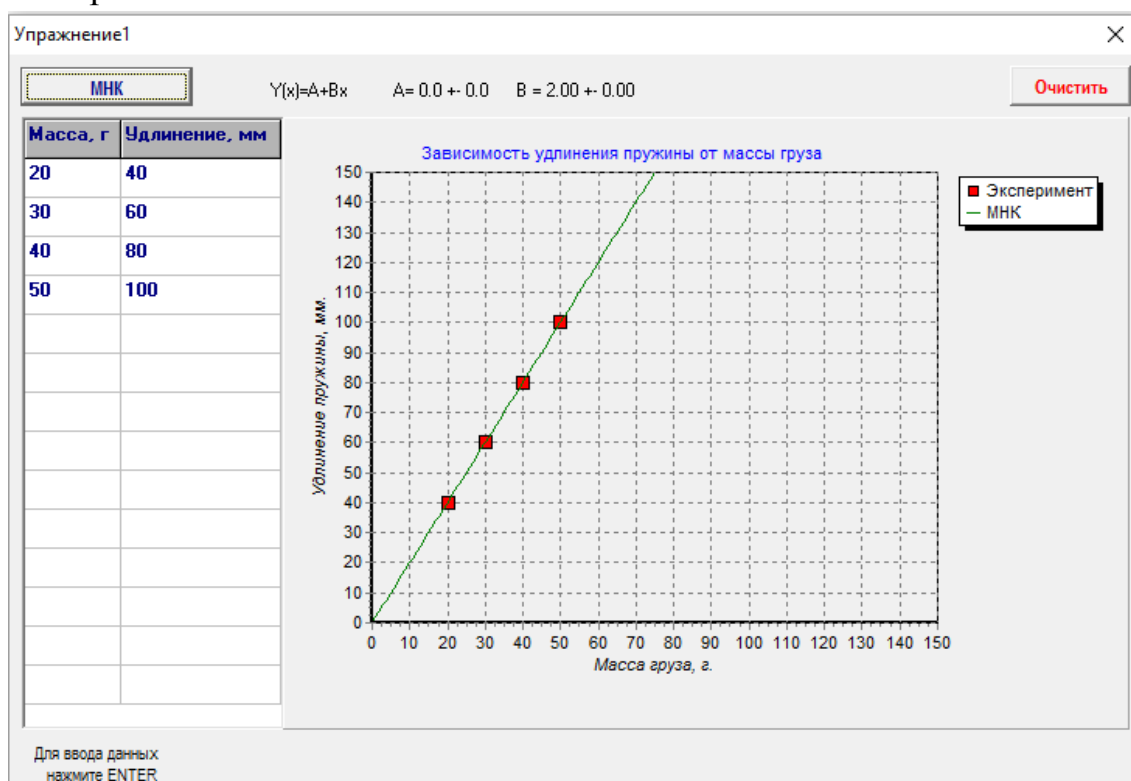 Упражнение1
МНК
Y(x)=A+Bx A= 0.0 +- 0.0 B = 2.00 +- 0.00
Очистить
Масса, г Удлинение, мм
20 40
30 60
40 80
50 100
Зависимость удлинения пружины от массы груза
150
140
130
120
110
100
90
80
70
60
50
40
30
20
10
0
Удлинение пружины, мм.
0 10 20 30 40 50 60 70 80 90 100 110 120 130 140 150
Масса груза, г.
Эксперимент
МНК
Для ввода данных
нажмите ENTER